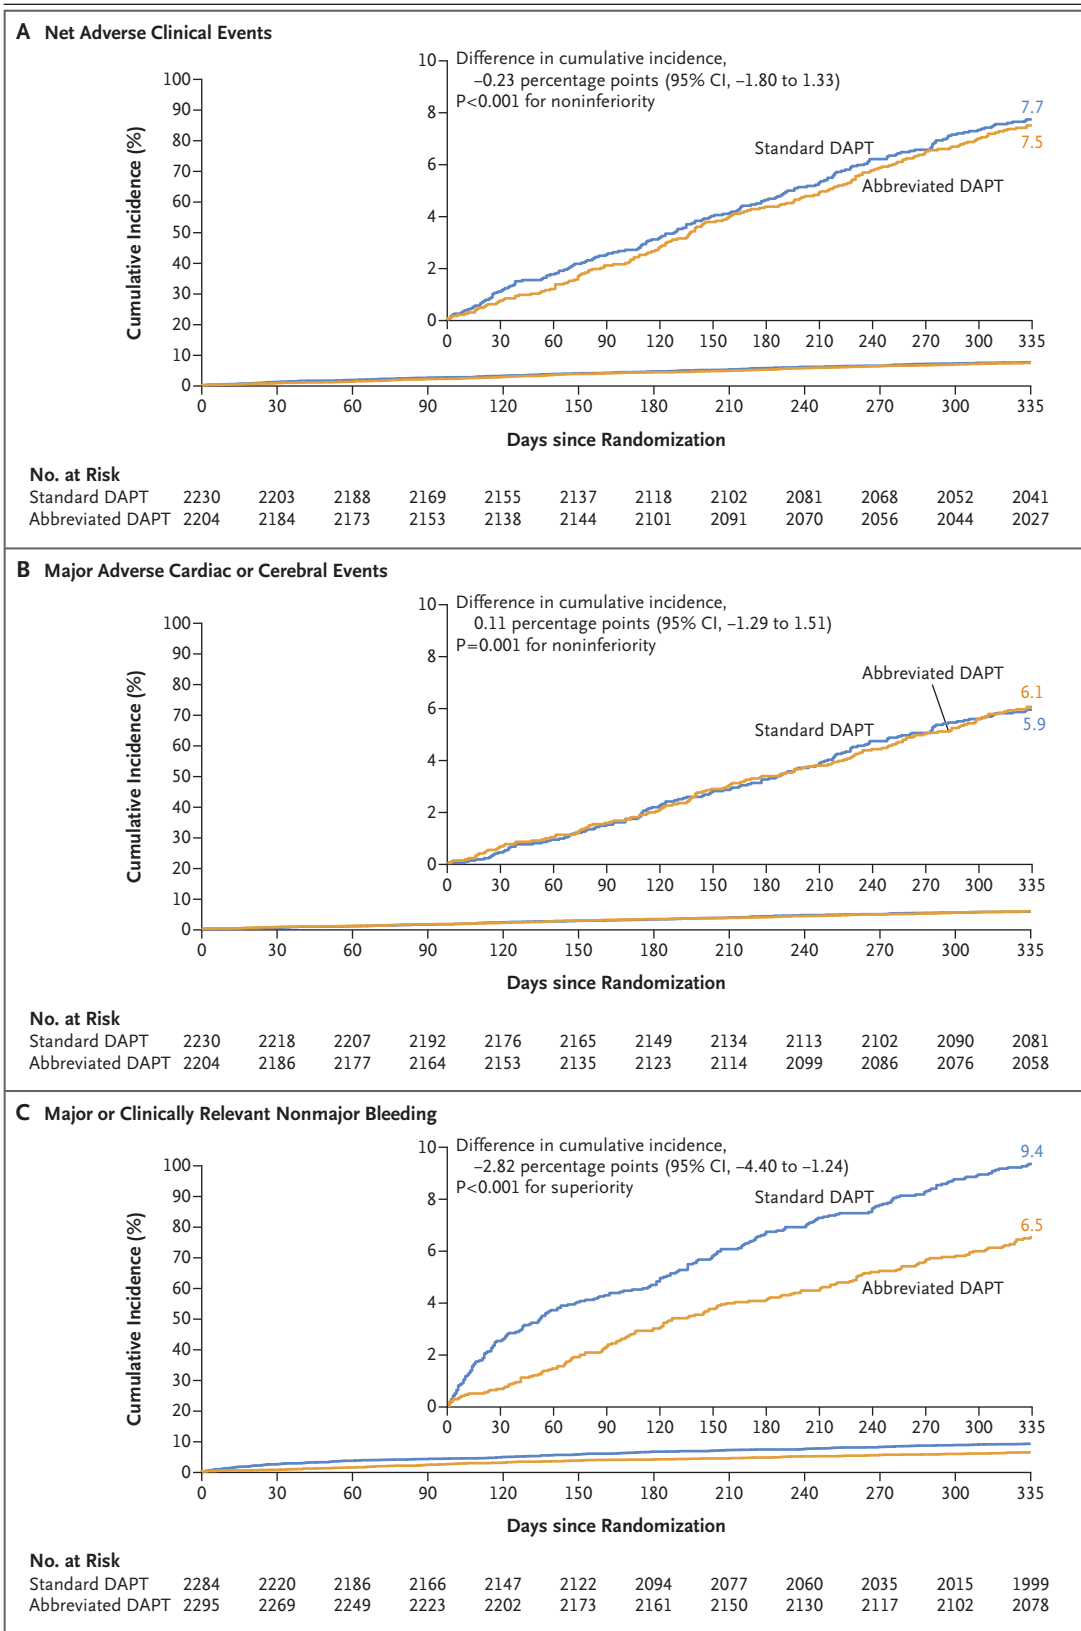 A Net Adverse Clinical Events
Difference in cumulative incidence,
–0.23 percentage points (95% CI, –1.80 to 1.33)
P<0.001 for noninferiority
10
8
6
4
2
0
Standard DAPT
Abbreviated DAPT
7.7
7.5
0 30 60 90 120 150 180 210 240 270 300 335
Cumulative Incidence (%)
100
90
80
70
60
50
40
30
20
10
0
0 30 60 90 120 150 180 210 240 270 300 335
Days since Randomization
No. at Risk
Standard DAPT 2230 2203 2188 2169 2155 2137 2118 2102 2081 2068 2052 2041
Abbreviated DAPT 2204 2184 2173 2153 2138 2144 2101 2091 2070 2056 2044 2027
B Major Adverse Cardiac or Cerebral Events
Difference in cumulative incidence,
0.11 percentage points (95% CI, –1.29 to 1.51)
P=0.001 for noninferiority
10
8
6
4
2
0
Abbreviated DAPT
Standard DAPT
6.1
5.9
0 30 60 90 120 150 180 210 240 270 300 335
Cumulative Incidence (%)
100
90
80
70
60
50
40
30
20
10
0
0 30 60 90 120 150 180 210 240 270 300 335
Days since Randomization
No. at Risk
Standard DAPT 2230 2218 2207 2192 2176 2165 2149 2134 2113 2102 2090 2081
Abbreviated DAPT 2204 2186 2177 2164 2153 2135 2123 2114 2099 2086 2076 2058
C Major or Clinically Relevant Nonmajor Bleeding
Difference in cumulative incidence,
–2.82 percentage points (95% CI, –4.40 to –1.24)
P<0.001 for superiority
10
8
6
4
2
0
Standard DAPT
Abbreviated DAPT
9.4
6.5
0 30 60 90 120 150 180 210 240 270 300 335
Cumulative Incidence (%)
100
90
80
70
60
50
40
30
20
10
0
0 30 60 90 120 150 180 210 240 270 300 335
Days since Randomization
No. at Risk
Standard DAPT 2284 2220 2186 2166 2147 2122 2094 2077 2060 2035 2015 1999
Abbreviated DAPT 2295 2269 2249 2223 2202 2173 2161 2150 2130 2117 2102 2078